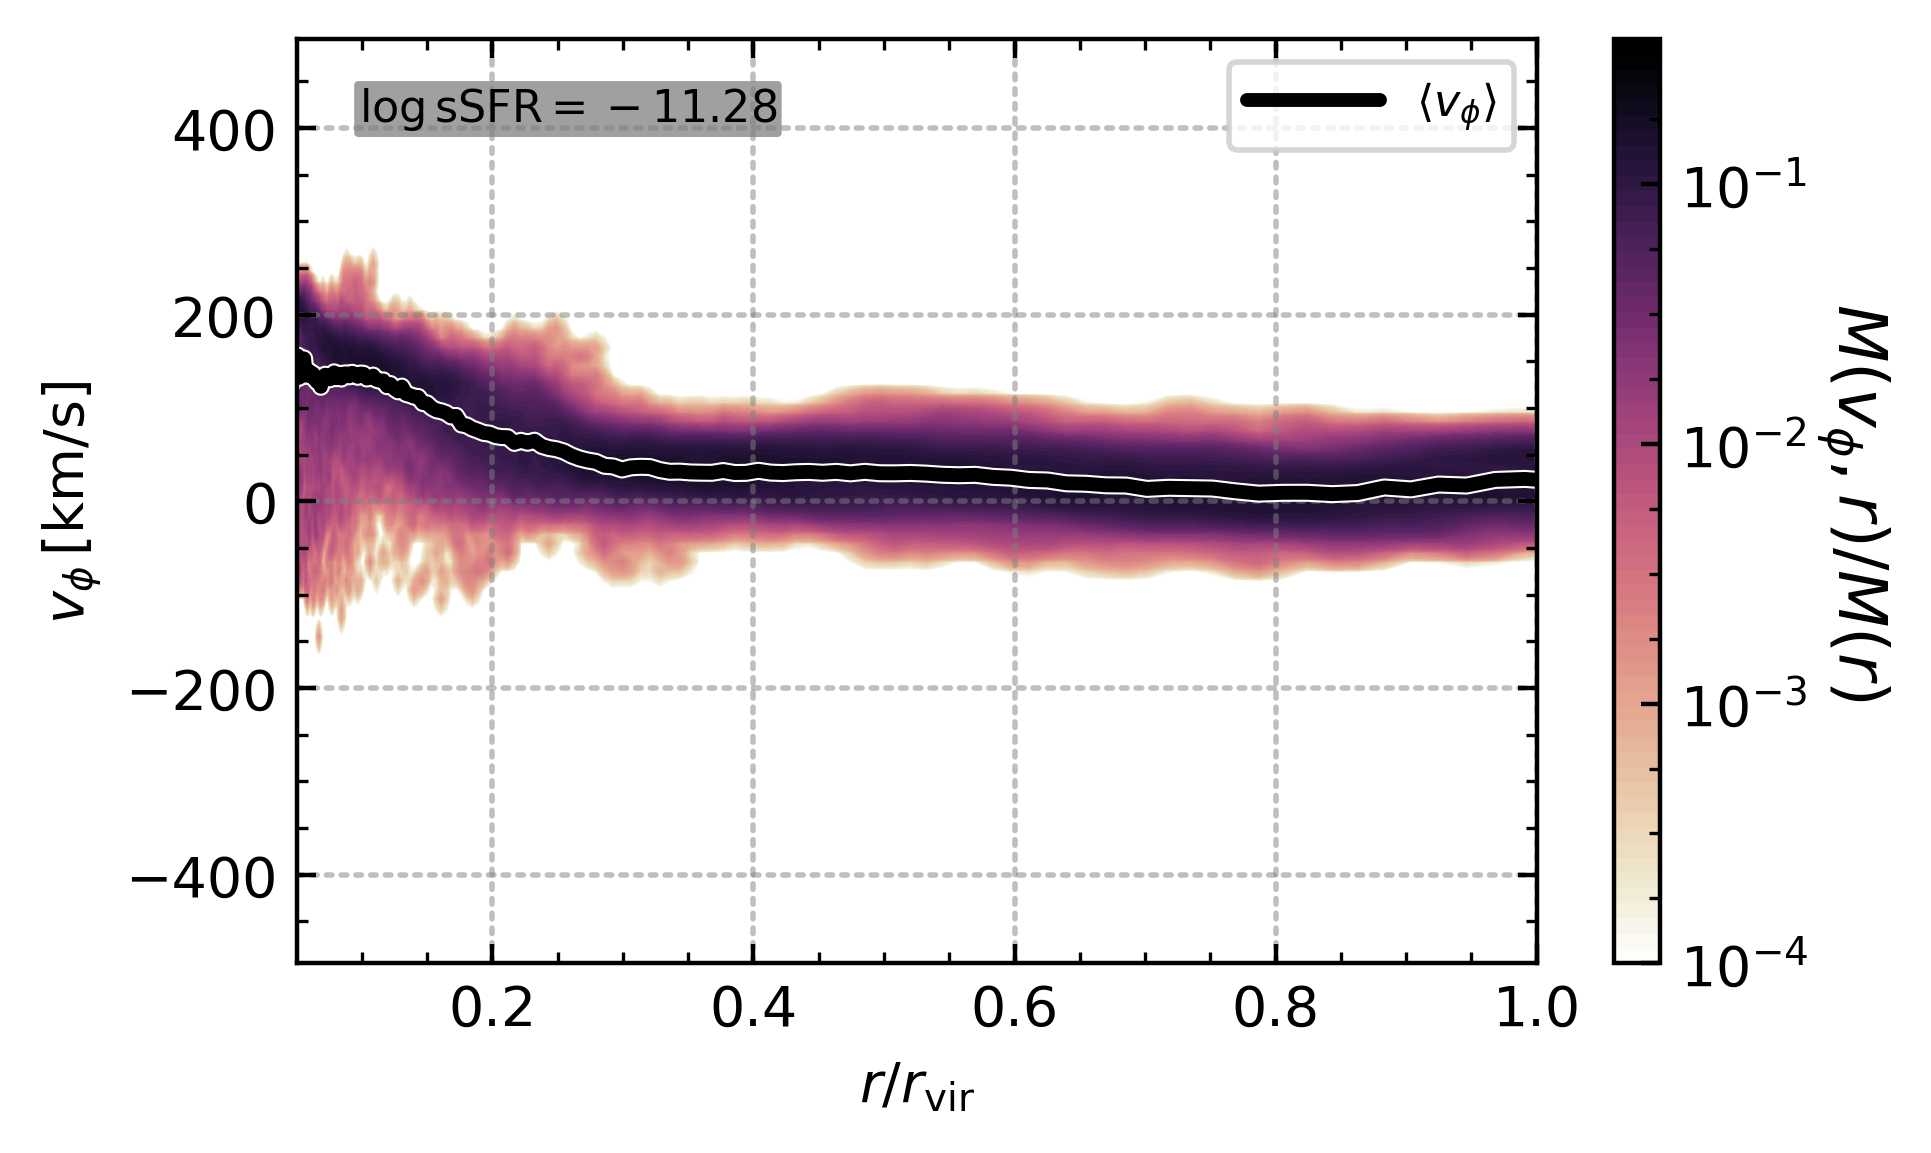 log sSFR = − 11.28
⟨v_ϕ⟩
400
200
0
−200
−400
v_ϕ [km/s]
0.2 0.4 0.6 0.8 1.0
r/r_vir
10⁻¹
10⁻²
10⁻³
10⁻⁴
M(v_ϕ, r)/M(r)